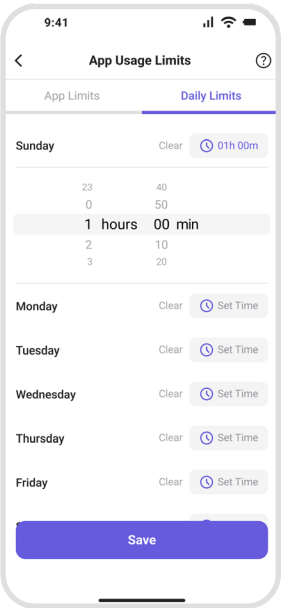 9:41
App Usage Limits
App Limits Daily Limits
Sunday Clear 01h 00m
23 40
0 50
1 hours 00 min
2 10
3 20
Monday Clear Set Time
Tuesday Clear Set Time
Wednesday Clear Set Time
Thursday Clear Set Time
Friday Clear Set Time
Save